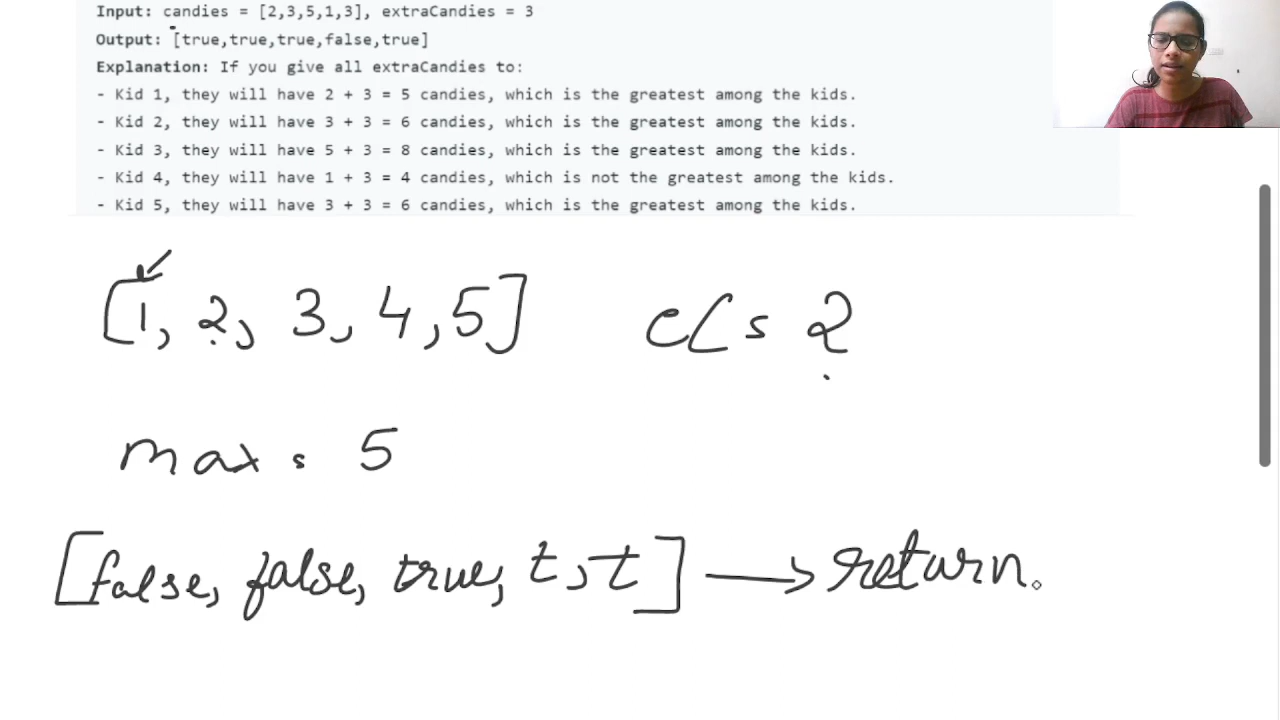 Input: candies = [2,3,5,1,3], extraCandies = 3
Output: [true,true,true,false,true]
Explanation: If you give all extraCandies to:
- Kid 1, they will have 2 + 3 = 5 candies, which is the greatest among the kids.
- Kid 2, they will have 3 + 3 = 6 candies, which is the greatest among the kids.
- Kid 3, they will have 5 + 3 = 8 candies, which is the greatest among the kids.
- Kid 4, they will have 1 + 3 = 4 candies, which is not the greatest among the kids.
- Kid 5, they will have 3 + 3 = 6 candies, which is the greatest among the kids.
[1, 2, 3, 4, 5] eC = 2
max = 5
[false, false, true, t, t] → return.